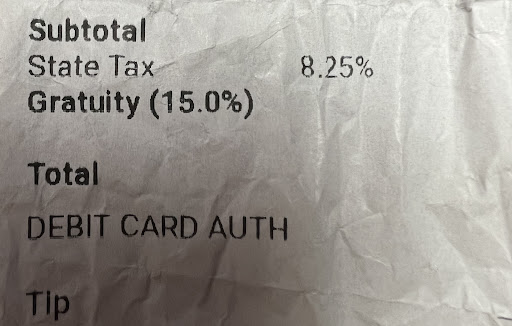 Subtotal
State Tax 8.25%
Gratuity (15.0%)
Total
DEBIT CARD AUTH
Tip